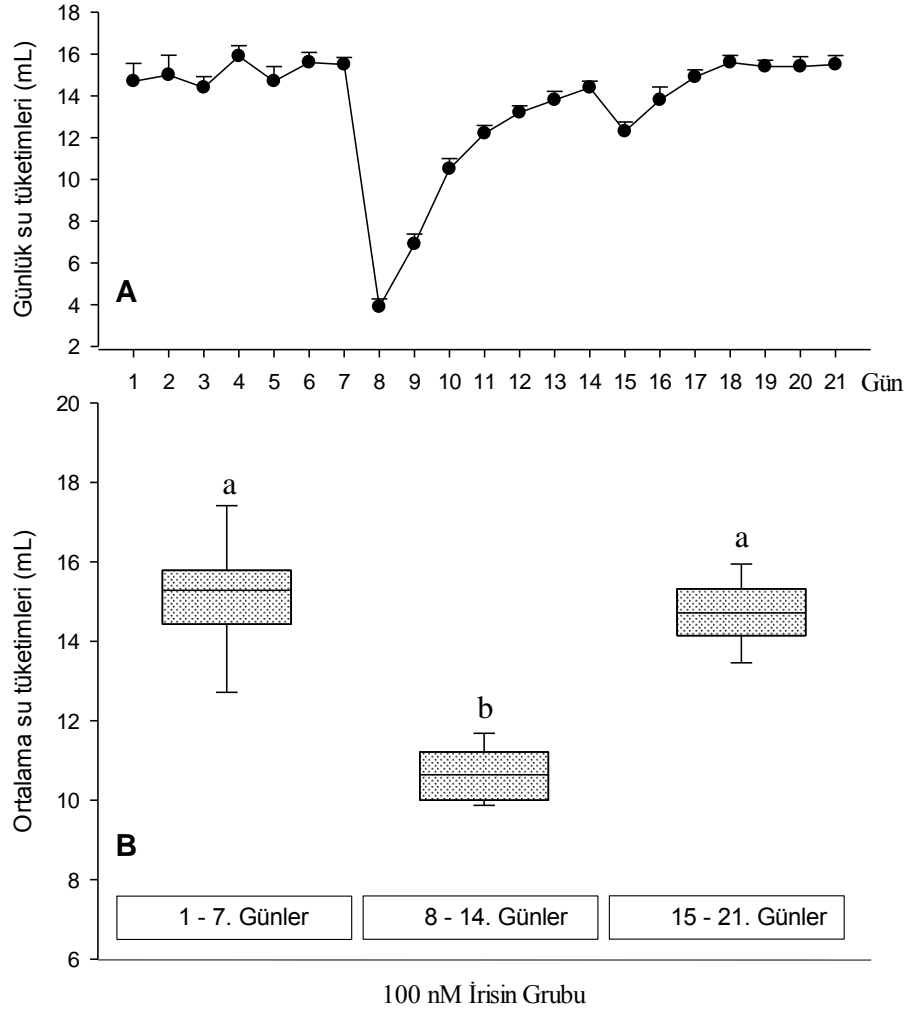 16
14
12
10
8
6
4
2
Günlük su tüketimleri (mL)
A
1 2 3 4 5 6 7 8 9 10 11 12 13 14 15 16 17 18 19 20 21 Gün
20
18
16
14
12
10
8
6
Ortalama su tüketimleri (mL)
a
b
a
B
1 - 7. Günler 8 - 14. Günler 15 - 21. Günler
100 nM İrisin Grubu